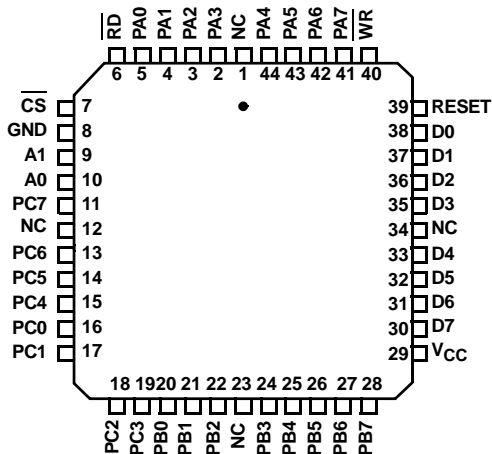 RD PA0 PA1 PA2 PA3 NC PA4 PA5 PA6 PA7 WR
6 5 4 3 2 1 44 43 42 41 40
CS 7 39 RESET
GND 8 38 D0
A1 9 37 D1
A0 10 36 D2
PC7 11 35 D3
NC 12 34 NC
PC6 13 33 D4
PC5 14 32 D5
PC4 15 31 D6
PC0 16 30 D7
PC1 17 29 VCC
18 19 20 21 22 23 24 25 26 27 28
PC2 PC3 PB0 PB1 PB2 NC PB3 PB4 PB5 PB6 PB7